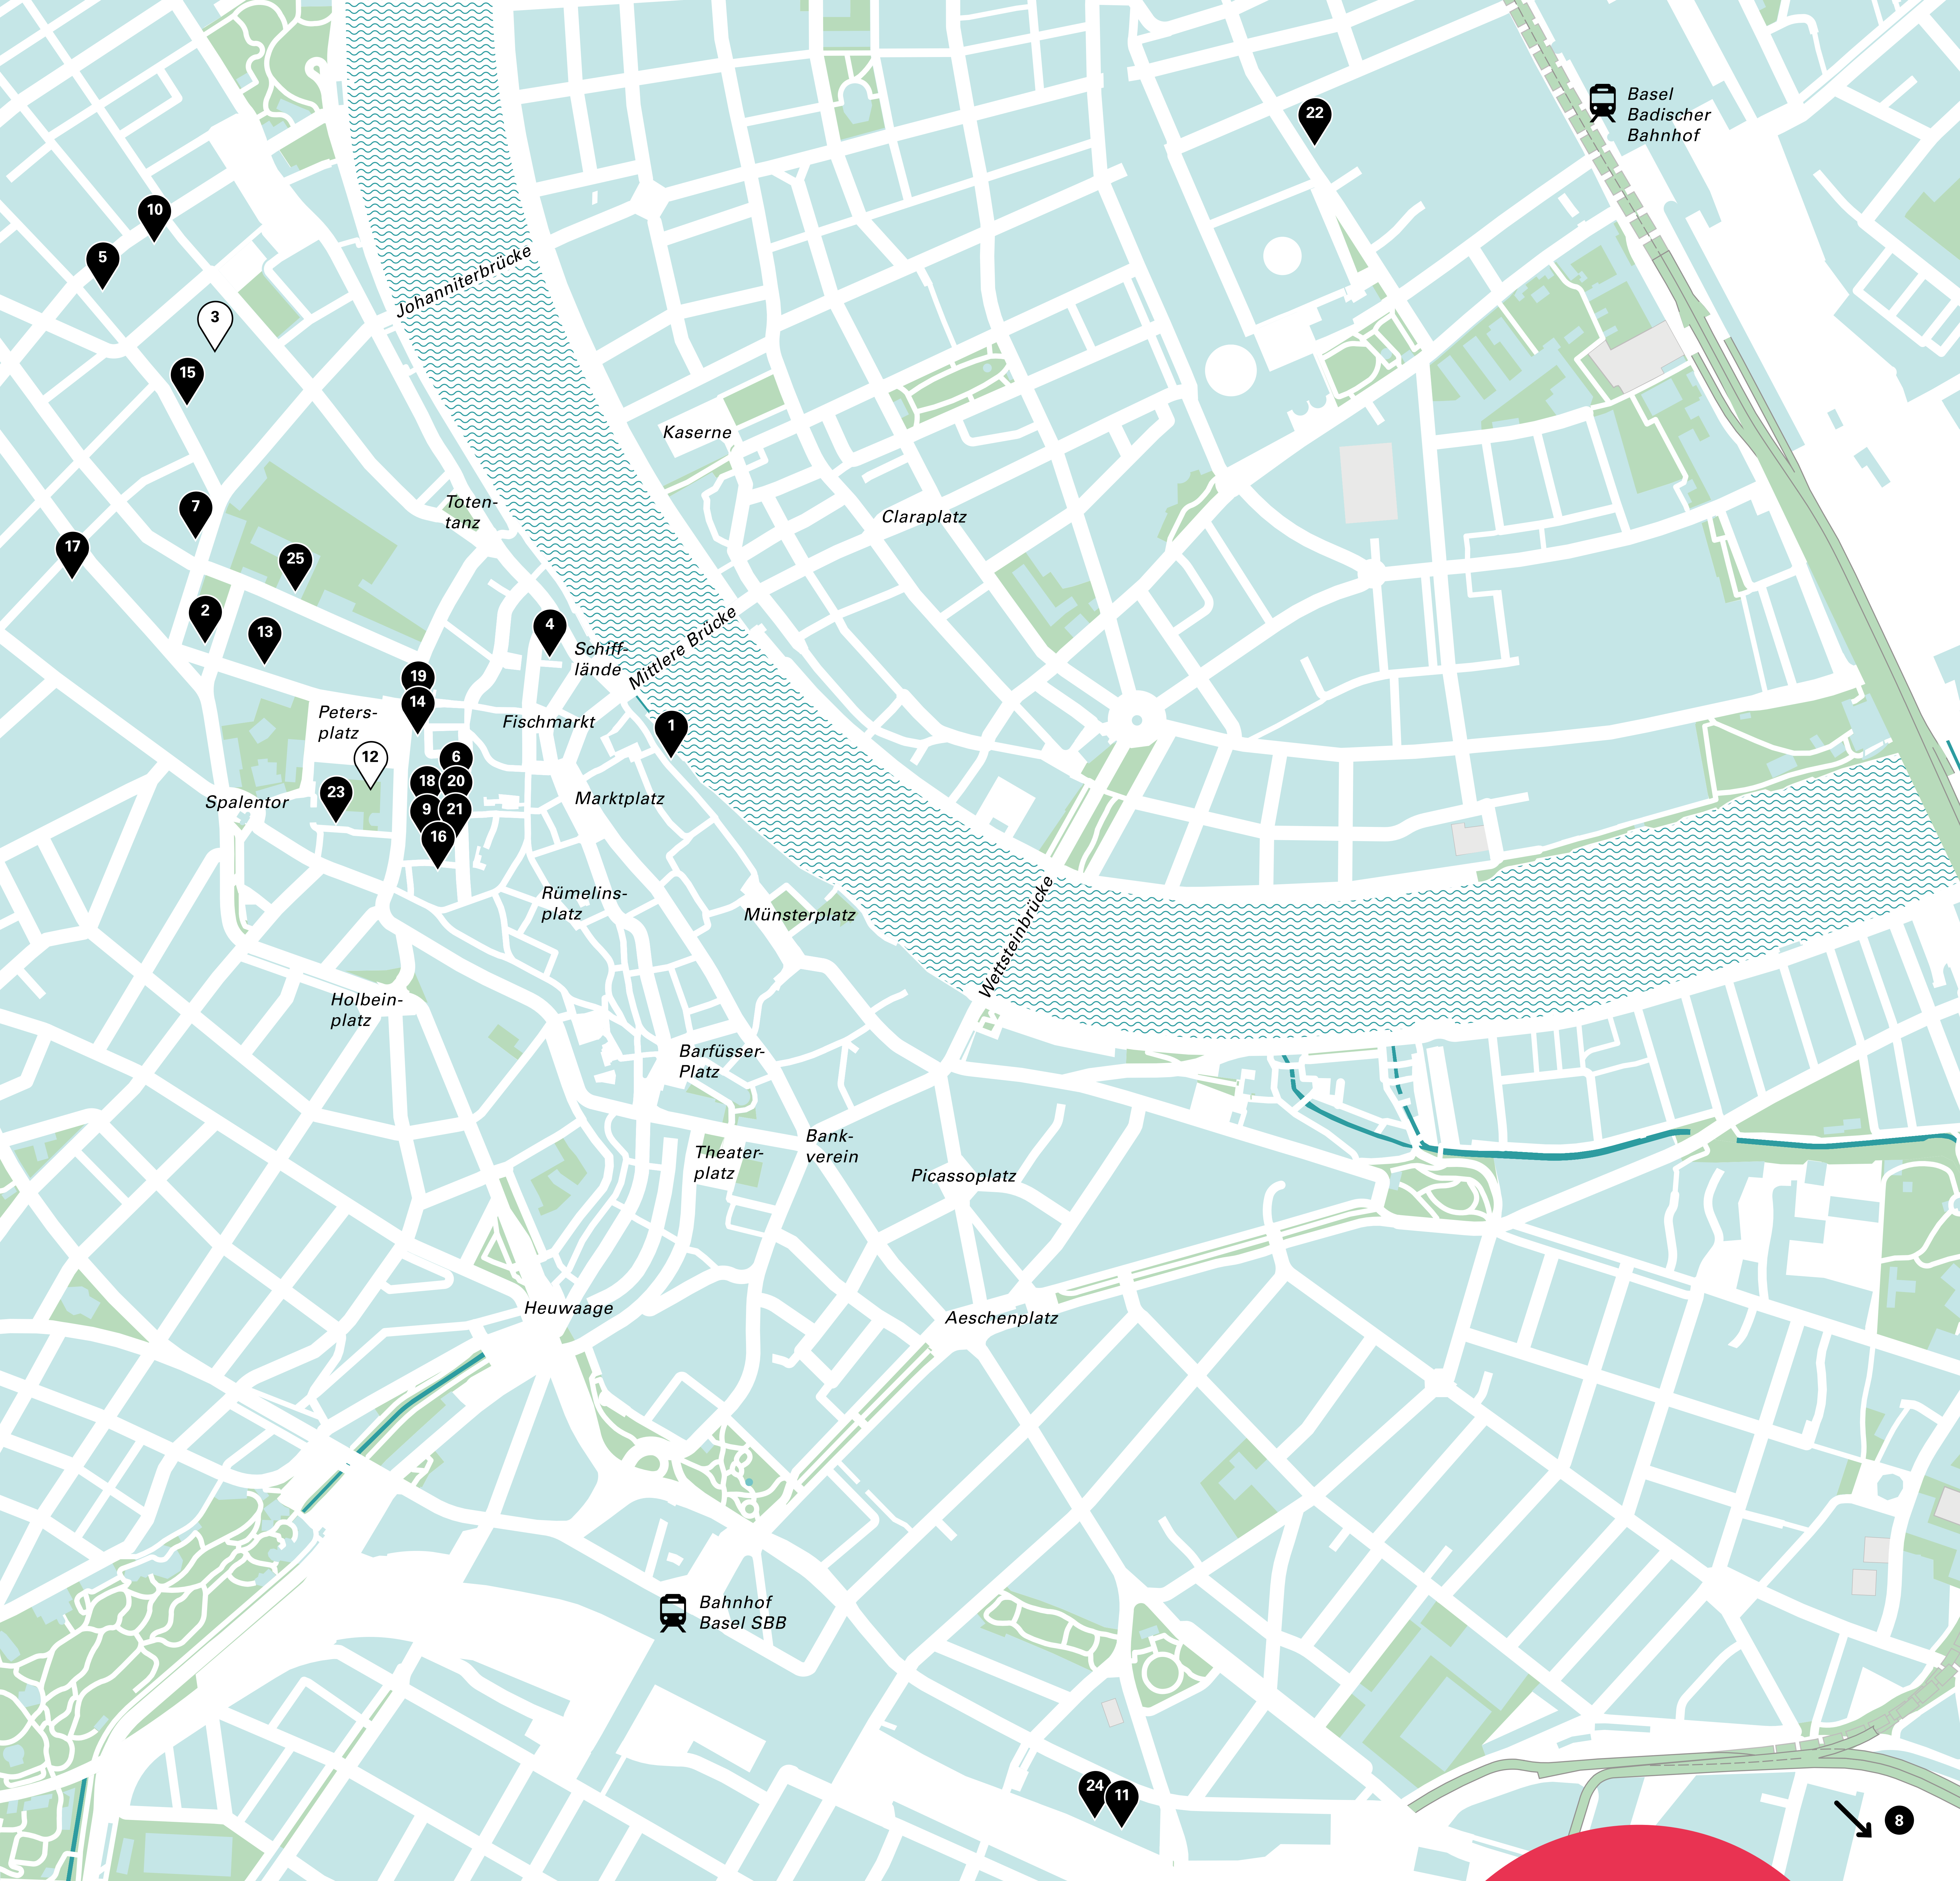 Basel
Badischer
Bahnhof
22
10
5
3
15
Johanniterbrücke
Kaserne
Toten-
tanz
Claraplatz
7
17
25
2
13
4
Schiff-
lände
Mittlere Brücke
19
14
Peters-
platz
Fischmarkt
1
12
6
18
20
23
9
21
16
Spalentor
Marktplatz
Rümelins-
platz
Münsterplatz
Wettsteinbrücke
Holbein-
platz
Barfüsser-
Platz
Bank-
verein
Theater-
platz
Picassoplatz
Heuwaage
Aeschenplatz
Bahnhof
Basel SBB
24
11
8